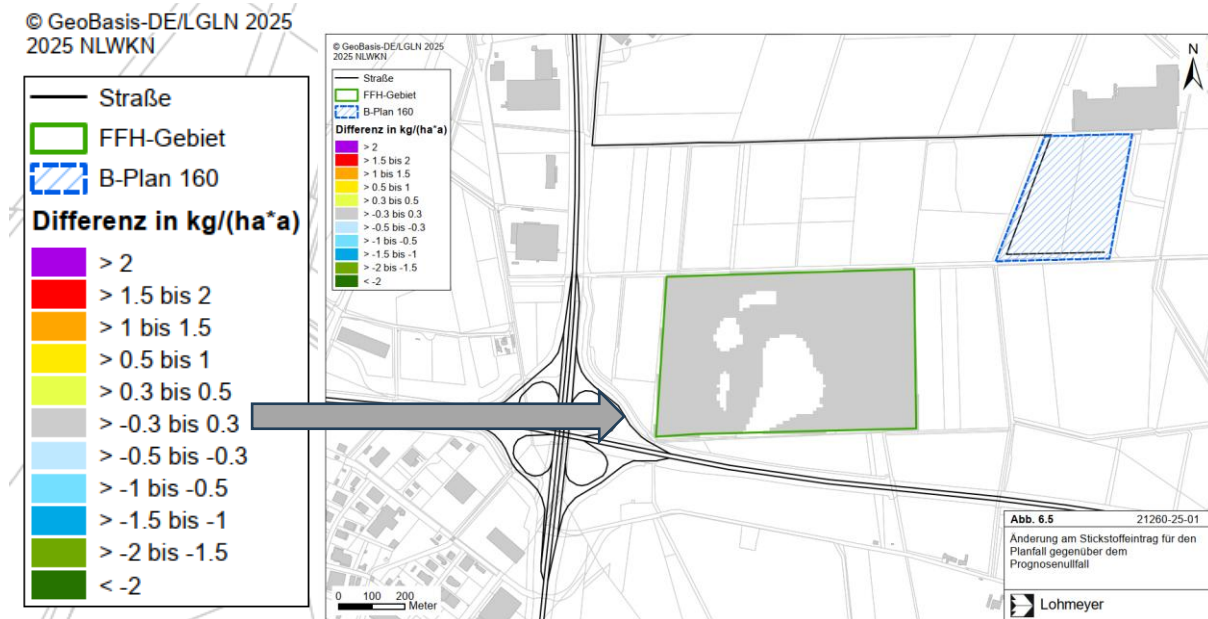 © GeoBasis-DE/LGLN 2025
2025 NLWKN
Straße
FFH-Gebiet
B-Plan 160
Differenz in kg/(ha*a)
> 2
> 1.5 bis 2
> 1 bis 1.5
> 0.5 bis 1
> 0.3 bis 0.5
> -0.3 bis 0.3
> -0.5 bis -0.3
> -1 bis -0.5
> -1.5 bis -1
> -2 bis -1.5
< -2
© GeoBasis-DE/LGLN 2025
2025 NLWKN
Straße
FFH-Gebiet
B-Plan 160
Differenz in kg/(ha*a)
> 2
> 1.5 bis 2
> 1 bis 1.5
> 0.5 bis 1
> 0.3 bis 0.5
> -0.3 bis 0.3
> -0.5 bis -0.3
> -1 bis -0.5
> -1.5 bis -1
> -2 bis -1.5
< -2
N
0 100 200
Meter
Abb. 6.5 21260-25-01
Änderung am Stickstoffeintrag für den
Planfall gegenüber dem
Prognosenullfall
Lohmeyer